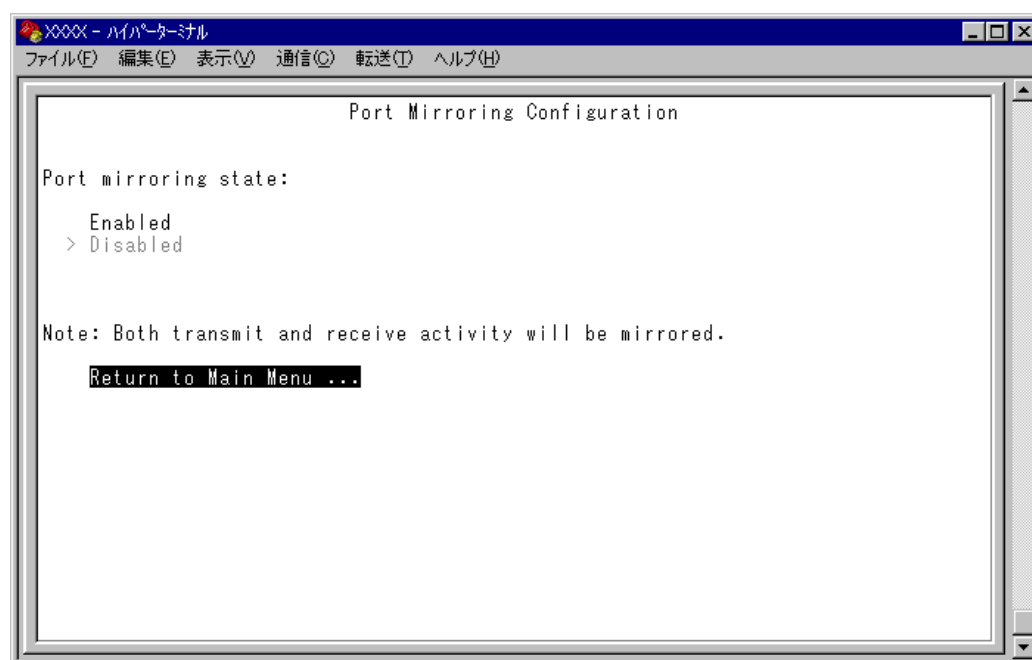 XXXX - ﾊｲﾊﾟｰﾀｰﾐﾅﾙ
ファイル(F) 編集(E) 表示(V) 通信(C) 転送(T) ヘルプ(H)
Port Mirroring Configuration
Port mirroring state:
Enabled
> Disabled
Note: Both transmit and receive activity will be mirrored.
Return to Main Menu ...